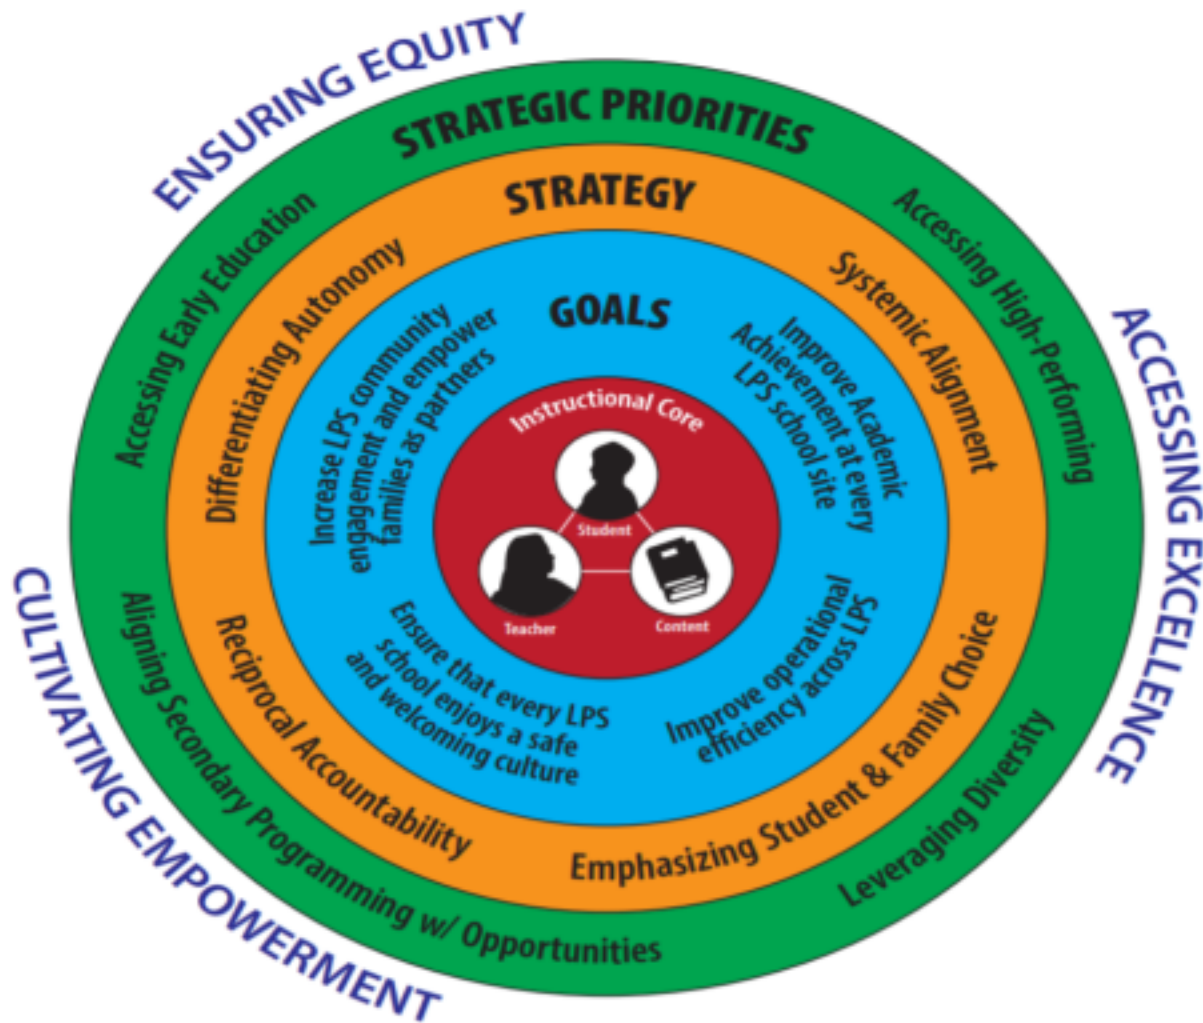 ENSURING EQUITY
ACCESSING EXCELLENCE
CULTIVATING EMPOWERMENT
STRATEGIC PRIORITIES
Accessing Early Education
Accessing High-Performing
Aligning Secondary Programming w/ Opportunities
Leveraging Diversity
STRATEGY
Differentiating Autonomy
Systemic Alignment
Reciprocal Accountability
Emphasizing Student & Family Choice
GOALS
Increase LPS community
engagement and empower
families as partners
Improve Academic
Achievement at every
LPS school site
Ensure that every LPS
school enjoys a safe
and welcoming culture
Improve operational
efficiency across LPS
Instructional Core
Student
Teacher
Content